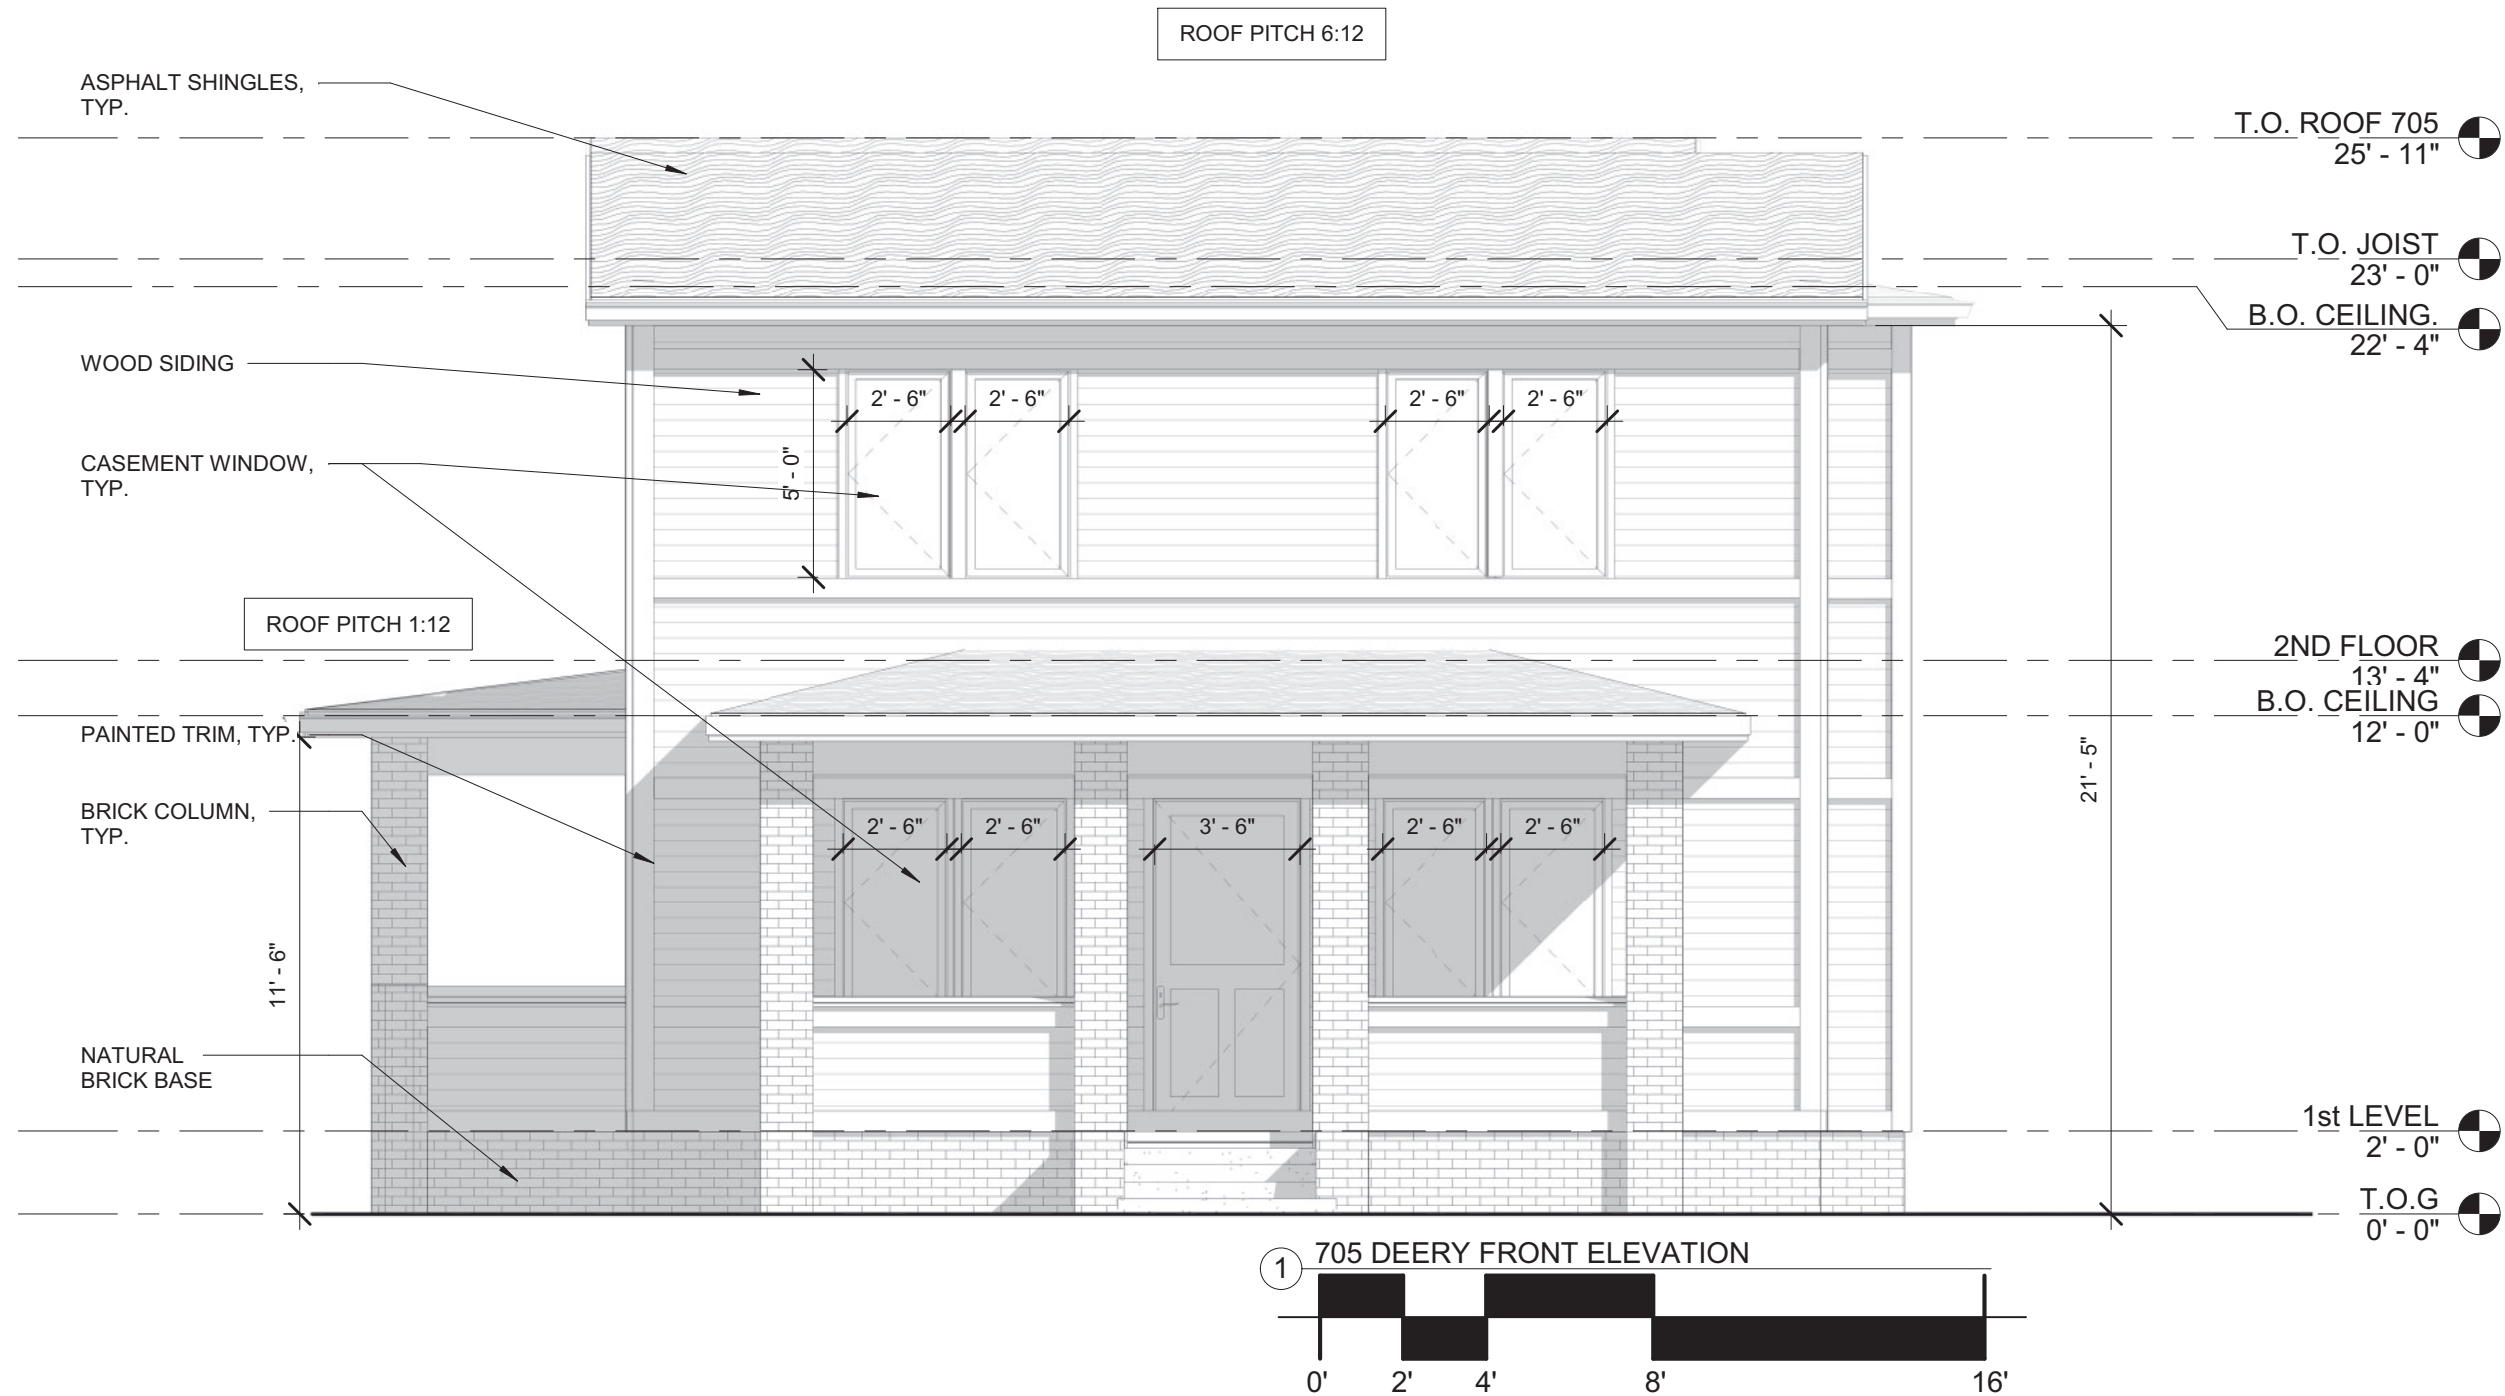 ROOF PITCH 6:12
ASPHALT SHINGLES,
TYP.
T.O. ROOF 705
25' - 11"
T.O. JOIST
23' - 0"
B.O. CEILING.
22' - 4"
WOOD SIDING
2' - 6"
2' - 6"
2' - 6"
2' - 6"
5' - 0"
CASEMENT WINDOW,
TYP.
ROOF PITCH 1:12
2ND FLOOR
13' - 4"
B.O. CEILING
12' - 0"
PAINTED TRIM, TYP.
21' - 5"
BRICK COLUMN,
TYP.
2' - 6"
2' - 6"
3' - 6"
2' - 6"
2' - 6"
11' - 6"
NATURAL
BRICK BASE
1st LEVEL
2' - 0"
T.O.G
0' - 0"
1
705 DEERY FRONT ELEVATION
0' 2' 4' 8' 16'